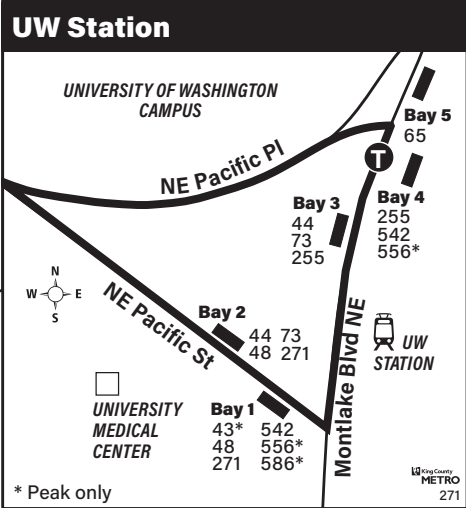 UW Station
UNIVERSITY OF WASHINGTON
CAMPUS
NE Pacific Pl
Bay 5
65
T
Bay 4
255
542
556*
Bay 3
44
73
255
N
W E
S
NE Pacific St
Bay 2
44 73
48 271
Montlake Blvd NE
UW
STATION
UNIVERSITY
MEDICAL
CENTER
Bay 1
43* 542
48 556*
271 586*
* Peak only
King County
METRO
271